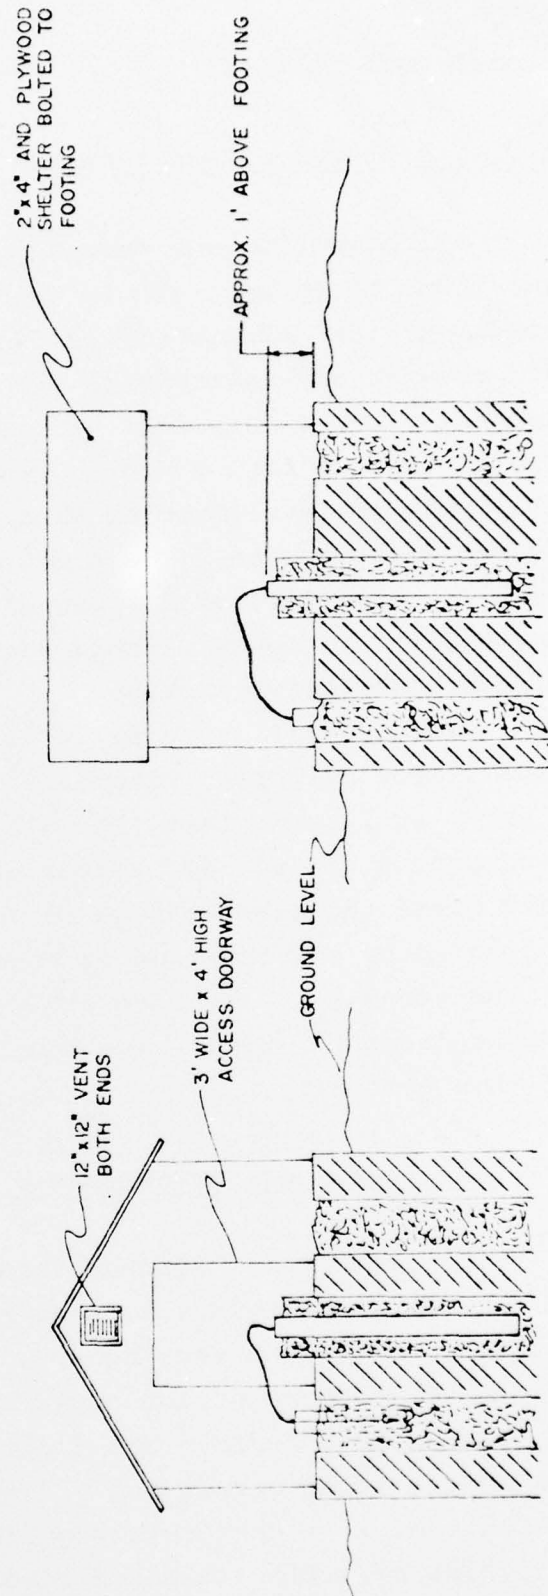 12"x12" VENT
BOTH ENDS
3' WIDE x 4' HIGH
ACCESS DOORWAY
GROUND LEVEL
2"x4" AND PLYWOOD
SHELTER BOLTED TO
FOOTING
APPROX. 1' ABOVE FOOTING